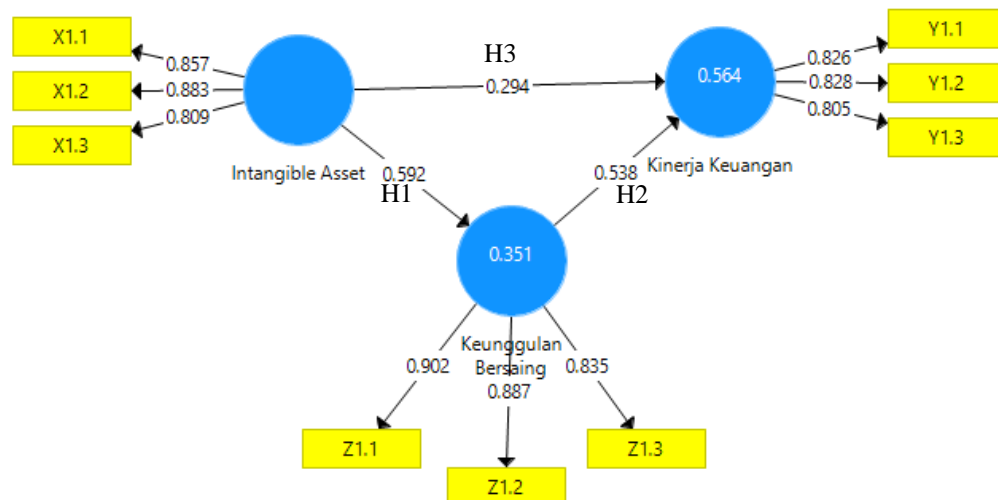 X1.1
X1.2
X1.3
0.857
0.883
0.809
Intangible Asset
H3
0.294
0.564
Kinerja Keuangan
0.826
0.828
0.805
Y1.1
Y1.2
Y1.3
0.592
H1
0.538
H2
0.351
Keunggulan
Bersaing
0.902
0.887
0.835
Z1.1
Z1.2
Z1.3